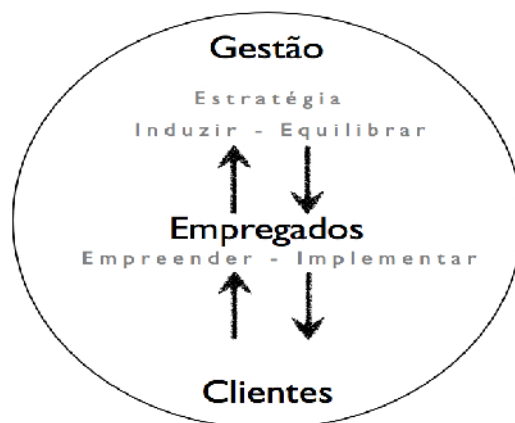 Gestão
Estratégia
Induzir - Equilibrar
Empregados
Empreender - Implementar
Clientes